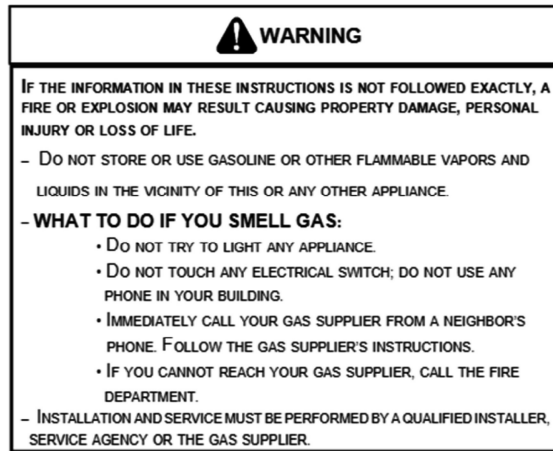 WARNING
IF THE INFORMATION IN THESE INSTRUCTIONS IS NOT FOLLOWED EXACTLY, A
FIRE OR EXPLOSION MAY RESULT CAUSING PROPERTY DAMAGE, PERSONAL
INJURY OR LOSS OF LIFE.
– DO NOT STORE OR USE GASOLINE OR OTHER FLAMMABLE VAPORS AND
LIQUIDS IN THE VICINITY OF THIS OR ANY OTHER APPLIANCE.
– WHAT TO DO IF YOU SMELL GAS:
• DO NOT TRY TO LIGHT ANY APPLIANCE.
• DO NOT TOUCH ANY ELECTRICAL SWITCH; DO NOT USE ANY
PHONE IN YOUR BUILDING.
• IMMEDIATELY CALL YOUR GAS SUPPLIER FROM A NEIGHBOR'S
PHONE. FOLLOW THE GAS SUPPLIER'S INSTRUCTIONS.
• IF YOU CANNOT REACH YOUR GAS SUPPLIER, CALL THE FIRE
DEPARTMENT.
– INSTALLATION AND SERVICE MUST BE PERFORMED BY A QUALIFIED INSTALLER,
SERVICE AGENCY OR THE GAS SUPPLIER.